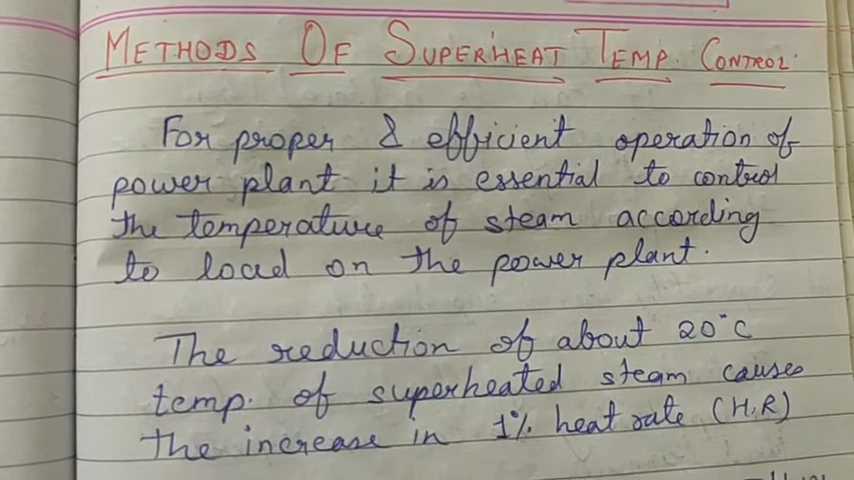 METHODS OF SUPERHEAT TEMP. CONTROL.
For proper & efficient operation of
power plant it is essential to control
the temperature of steam according
to load on the power plant.
The reduction of about 20°C
temp. of superheated steam causes
the increase in 1% heat rate (H.R)